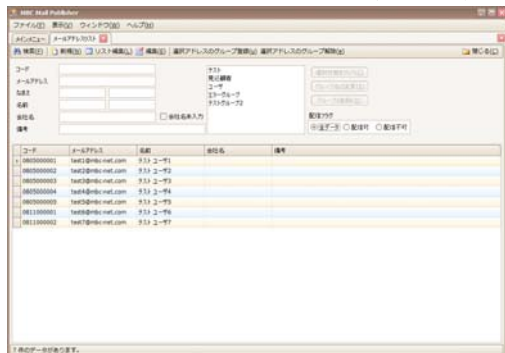 MBC Mail Publisher
ファイル(F) 表示(V) ウィンドウ(W) ヘルプ(H)
メインメニュー メールアドレスリスト
検索(F) 新規(N) リスト編集(L) 編集(E) 選択アドレスのグループ登録(g) 選択アドレスのグループ解除(r) 閉じる(C)
コード
メールアドレス
なまえ
名前
会社名 会社名未入力
備考
テスト
見込顧客
ユーザ
エラーグループ
テストグループ2
配信フラグ
全データ 配信可 配信不可
コード メールアドレス 名前 会社名 備考
0805000001 test1@mbc-net.com テスト ユーザ1
0805000002 test2@mbc-net.com テスト ユーザ2
0805000003 test3@mbc-net.com テスト ユーザ3
0805000004 test4@mbc-net.com テスト ユーザ4
0805000005 test5@mbc-net.com テスト ユーザ5
0811000001 test6@mbc-net.com テスト ユーザ6
0811000002 test7@mbc-net.com テスト ユーザ7
7 件のデータがあります。